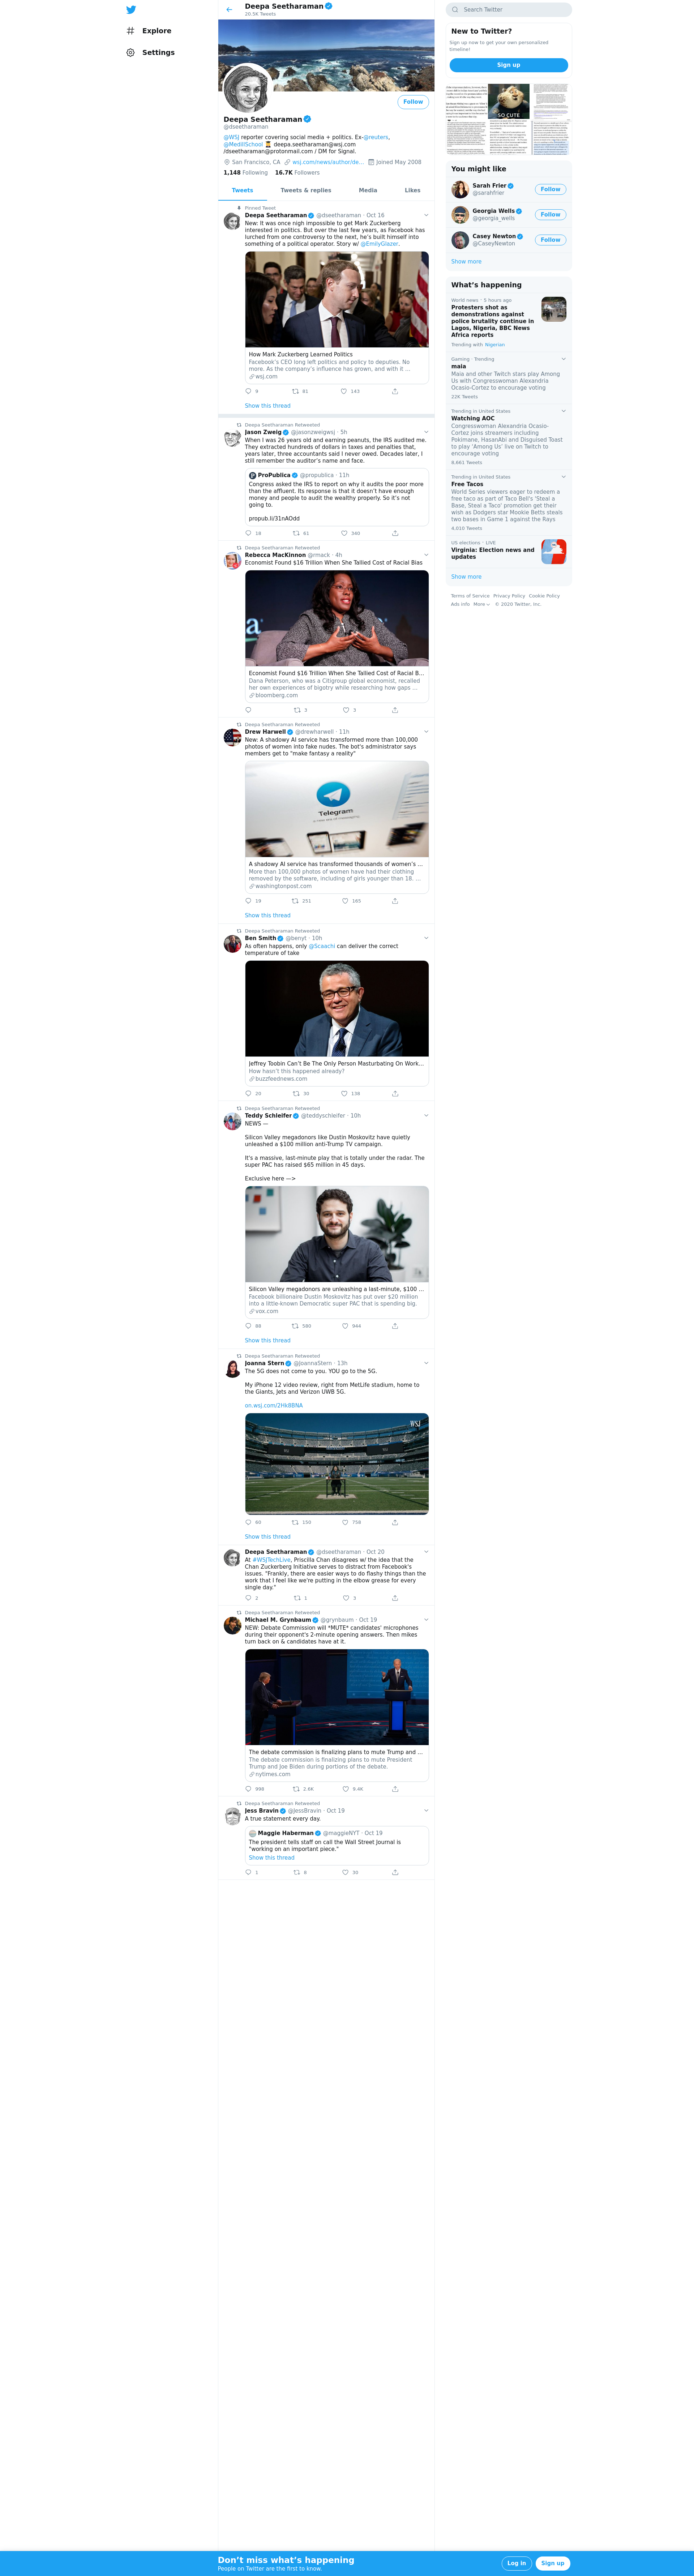 Explore
Settings
Deepa Seetharaman
20.5K Tweets
Follow
Deepa Seetharaman
@dseetharaman
@WSJ reporter covering social media + politics. Ex-@reuters,
@MedillSchool deepa.seetharaman@wsj.com
/dseetharaman@protonmail.com / DM for Signal.
San Francisco, CA wsj.com/news/author/de... Joined May 2008
1,148 Following 16.7K Followers
Tweets Tweets & replies Media Likes
Pinned Tweet
Deepa Seetharaman @dseetharaman · Oct 16
New: It was once nigh impossible to get Mark Zuckerberg
interested in politics. But over the last few years, as Facebook has
lurched from one controversy to the next, he's built himself into
something of a political operator. Story w/ @EmilyGlazer.
How Mark Zuckerberg Learned Politics
Facebook's CEO long left politics and policy to deputies. No
more. As the company's influence has grown, and with it ...
wsj.com
9 81 143
Show this thread
Deepa Seetharaman Retweeted
Jason Zweig @jasonzweigwsj · 5h
When I was 26 years old and earning peanuts, the IRS audited me.
They extracted hundreds of dollars in taxes and penalties that,
years later, three accountants said I never owed. Decades later, I
still remember the auditor's name and face.
ProPublica @propublica · 11h
Congress asked the IRS to report on why it audits the poor more
than the affluent. Its response is that it doesn't have enough
money and people to audit the wealthy properly. So it's not
going to.
propub.li/31nAOdd
18 61 340
Deepa Seetharaman Retweeted
Rebecca MacKinnon @rmack · 4h
Economist Found $16 Trillion When She Tallied Cost of Racial Bias
Economist Found $16 Trillion When She Tallied Cost of Racial B...
Dana Peterson, who was a Citigroup global economist, recalled
her own experiences of bigotry while researching how gaps ...
bloomberg.com
3 3
Deepa Seetharaman Retweeted
Drew Harwell @drewharwell · 11h
New: A shadowy AI service has transformed more than 100,000
photos of women into fake nudes. The bot's administrator says
members get to "make fantasy a reality"
Telegram
A shadowy AI service has transformed thousands of women's ...
More than 100,000 photos of women have had their clothing
removed by the software, including of girls younger than 18. ...
washingtonpost.com
19 251 165
Show this thread
Deepa Seetharaman Retweeted
Ben Smith @benyt · 10h
As often happens, only @Scaachi can deliver the correct
temperature of take
Jeffrey Toobin Can't Be The Only Person Masturbating On Work...
How hasn't this happened already?
buzzfeednews.com
20 30 138
Deepa Seetharaman Retweeted
Teddy Schleifer @teddyschleifer · 10h
NEWS —
Silicon Valley megadonors like Dustin Moskovitz have quietly
unleashed a $100 million anti-Trump TV campaign.
It's a massive, last-minute play that is totally under the radar. The
super PAC has raised $65 million in 45 days.
Exclusive here —>
Silicon Valley megadonors are unleashing a last-minute, $100 ...
Facebook billionaire Dustin Moskovitz has put over $20 million
into a little-known Democratic super PAC that is spending big.
vox.com
88 580 944
Show this thread
Deepa Seetharaman Retweeted
Joanna Stern @JoannaStern · 13h
The 5G does not come to you. YOU go to the 5G.
My iPhone 12 video review, right from MetLife stadium, home to
the Giants, Jets and Verizon UWB 5G.
on.wsj.com/2Hk8BNA
WSJ
60 150 758
Show this thread
Deepa Seetharaman @dseetharaman · Oct 20
At #WSJTechLive, Priscilla Chan disagrees w/ the idea that the
Chan Zuckerberg Initiative serves to distract from Facebook's
issues. "Frankly, there are easier ways to do flashy things than the
work that I feel like we're putting in the elbow grease for every
single day."
2 1 3
Deepa Seetharaman Retweeted
Michael M. Grynbaum @grynbaum · Oct 19
NEW: Debate Commission will *MUTE* candidates' microphones
during their opponent's 2-minute opening answers. Then mikes
turn back on & candidates have at it.
The debate commission is finalizing plans to mute Trump and ...
The debate commission is finalizing plans to mute President
Trump and Joe Biden during portions of the debate.
nytimes.com
998 2.6K 9.4K
Deepa Seetharaman Retweeted
Jess Bravin @JessBravin · Oct 19
A true statement every day.
Maggie Haberman @maggieNYT · Oct 19
The president tells staff on call the Wall Street Journal is
"working on an important piece."
Show this thread
1 8 35
Search Twitter
New to Twitter?
Sign up now to get your own personalized
timeline!
Sign up
SO CUTE
You might like
Sarah Frier
@sarahfrier
Follow
Georgia Wells
@georgia_wells
Follow
Casey Newton
@CaseyNewton
Follow
Show more
What's happening
World news · 5 hours ago
Protesters shot as
demonstrations against
police brutality continue in
Lagos, Nigeria, BBC News
Africa reports
Trending with Nigerian
Gaming · Trending
maia
Maia and other Twitch stars play Among
Us with Congresswoman Alexandria
Ocasio-Cortez to encourage voting
22K Tweets
Trending in United States
Watching AOC
Congresswoman Alexandria Ocasio-
Cortez joins streamers including
Pokimane, HasanAbi and Disguised Toast
to play 'Among Us' live on Twitch to
encourage voting
8,661 Tweets
Trending in United States
Free Tacos
World Series viewers eager to redeem a
free taco as part of Taco Bell's 'Steal a
Base, Steal a Taco' promotion get their
wish as Dodgers star Mookie Betts steals
two bases in Game 1 against the Rays
4,010 Tweets
US elections · LIVE
Virginia: Election news and
updates
Show more
Terms of Service Privacy Policy Cookie Policy
Ads info More © 2020 Twitter, Inc.
Don't miss what's happening
People on Twitter are the first to know.
Log in
Sign up